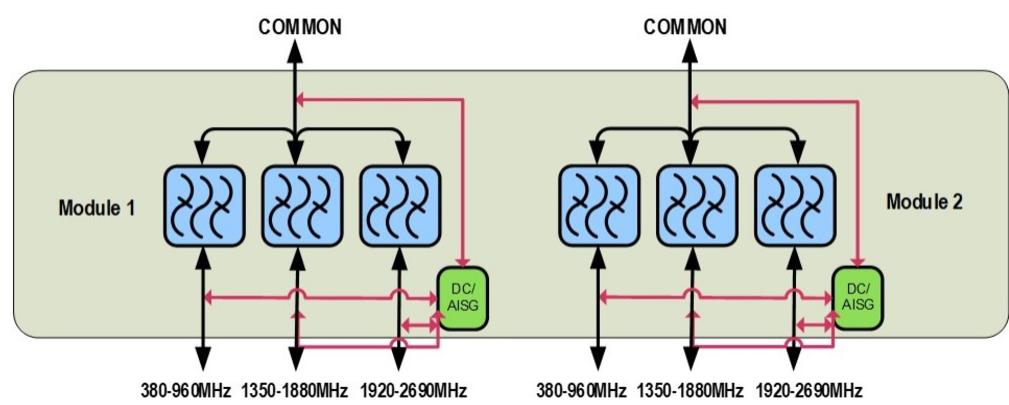 COMMON COMMON
Module 1
Module 2
DC/
AISG
DC/
AISG
380-960MHz 1350-1880MHz 1920-2690MHz 380-960MHz 1350-1880MHz 1920-2690MHz